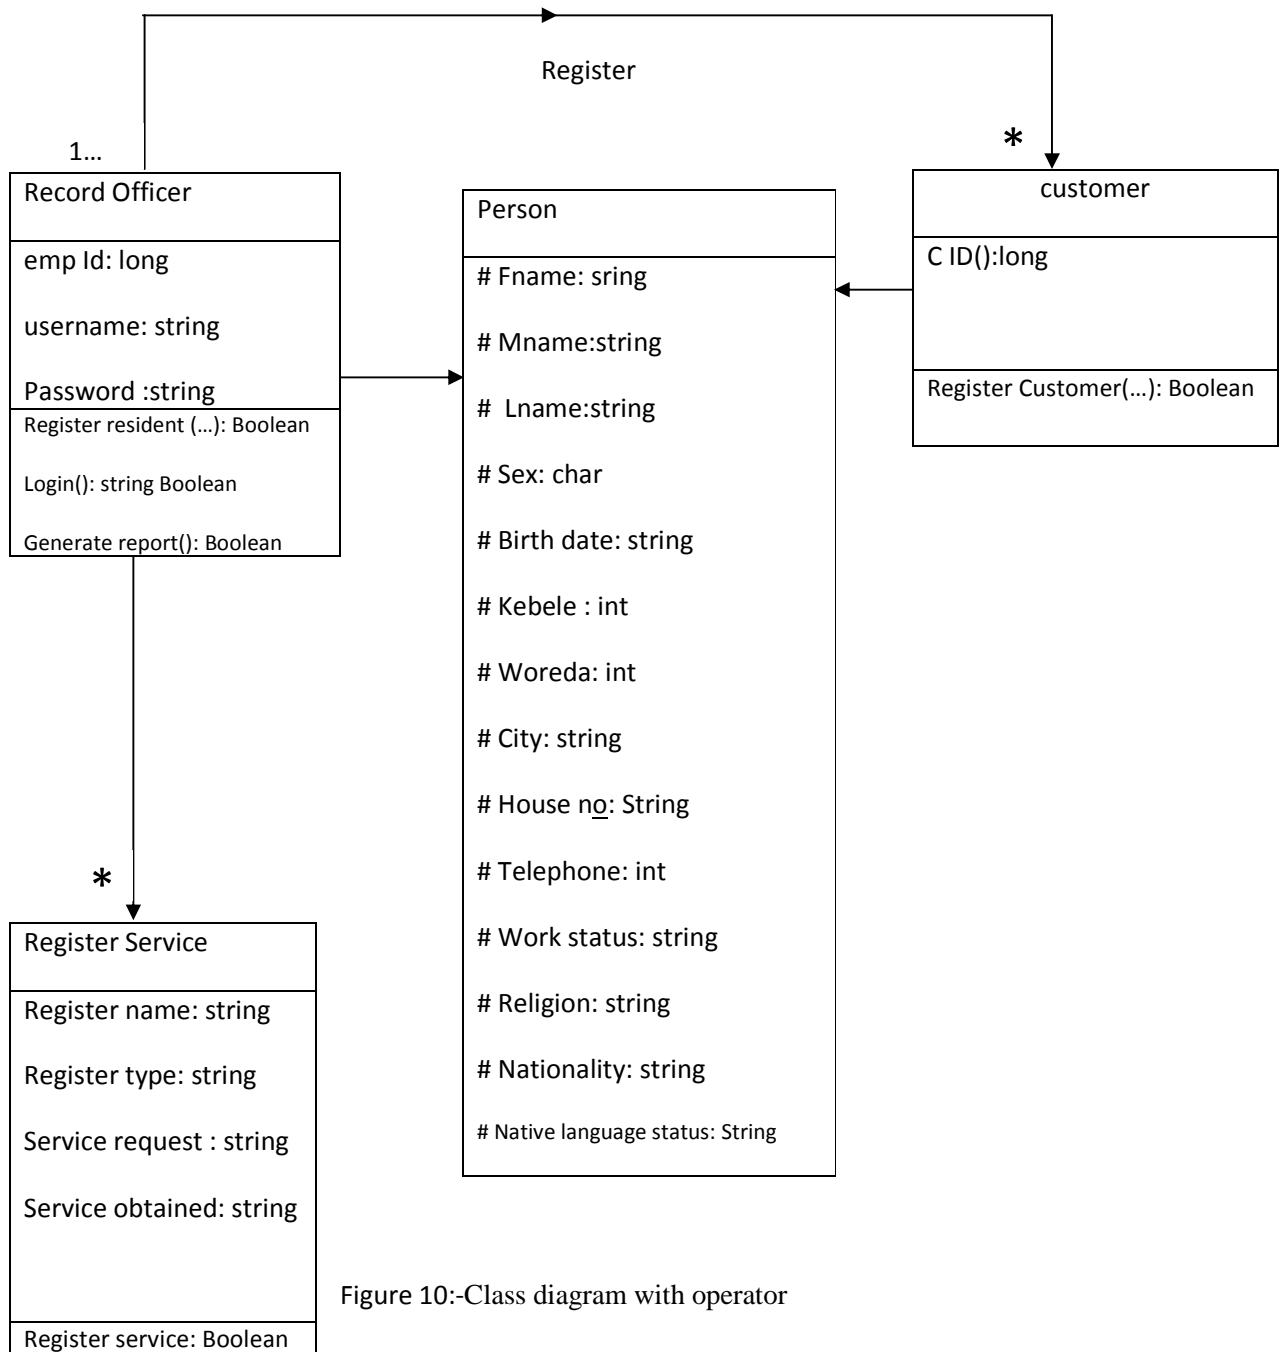 Register
1...
*
Record Officer
emp Id: long
username: string
Password :string
Register resident (...): Boolean
Login(): string Boolean
Generate report(): Boolean
Person
# Fname: sring
# Mname:string
# Lname:string
# Sex: char
# Birth date: string
# Kebele : int
# Woreda: int
# City: string
# House no: String
# Telephone: int
# Work status: string
# Religion: string
# Nationality: string
# Native language status: String
customer
C ID():long
Register Customer(...): Boolean
*
Register Service
Register name: string
Register type: string
Service request : string
Service obtained: string
Register service: Boolean
Figure 10:-Class diagram with operator